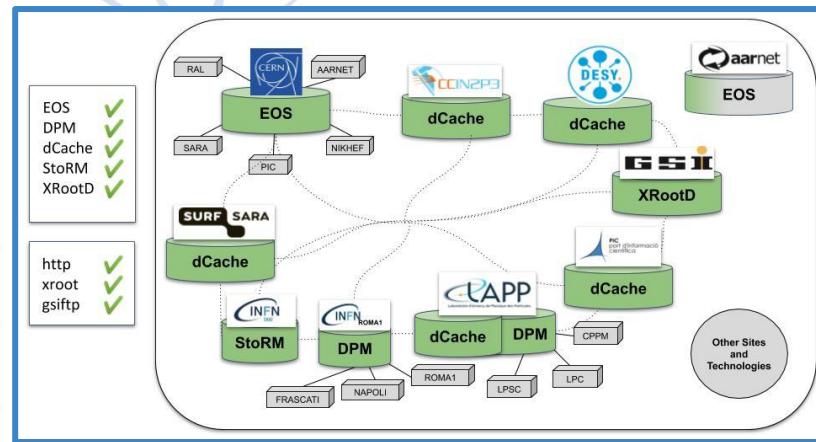 EOS
DPM
dCache
StoRM
XRootD
http
xroot
gsiftp
RAL
CERN
AARNET
EOS
SARA
PIC
NIKHEF
CCIN2P3
dCache
DESY.
dCache
aarnet
EOS
GSI
XRootD
SURF SARA
dCache
PIC
port d'informació
científica
dCache
INFN
StoRM
INFN ROMA1
DPM
LAPP
dCache
DPM
CPPM
LPC
LPSC
ROMA1
NAPOLI
FRASCATI
Other Sites
and
Technologies